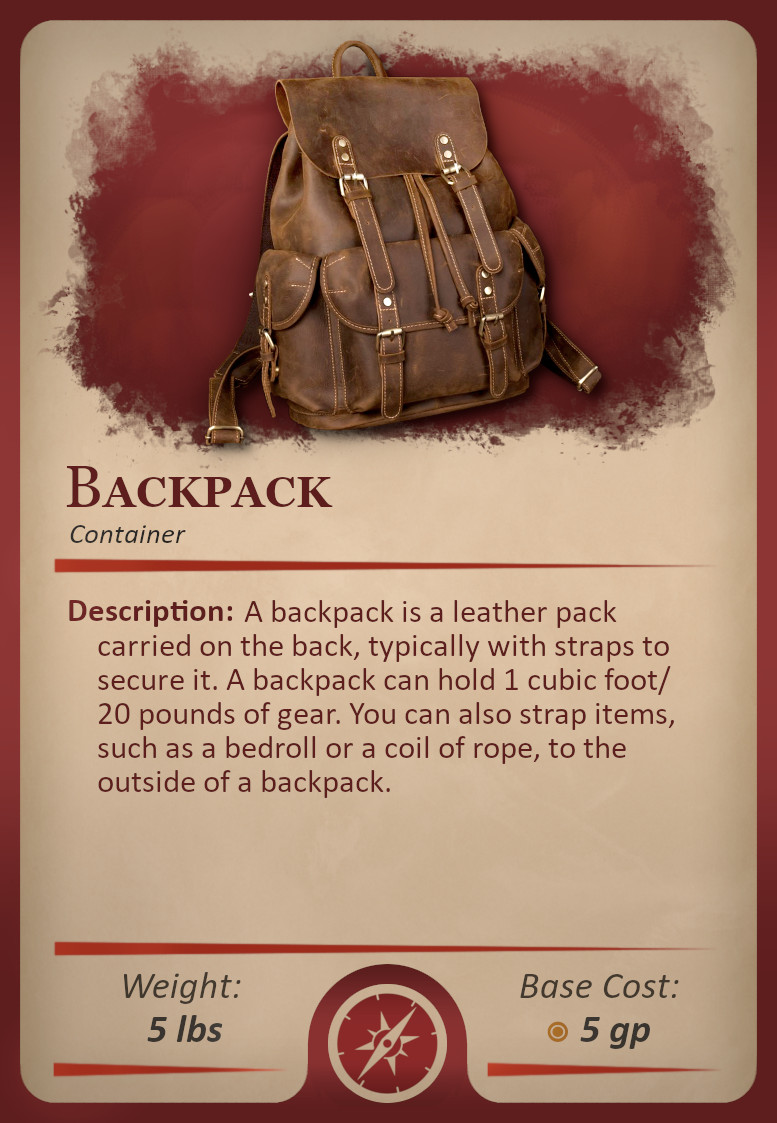 Backpack
Container
Description: A backpack is a leather pack
carried on the back, typically with straps to
secure it. A backpack can hold 1 cubic foot/
20 pounds of gear. You can also strap items,
such as a bedroll or a coil of rope, to the
outside of a backpack.
Weight:
5 lbs
Base Cost:
5 gp